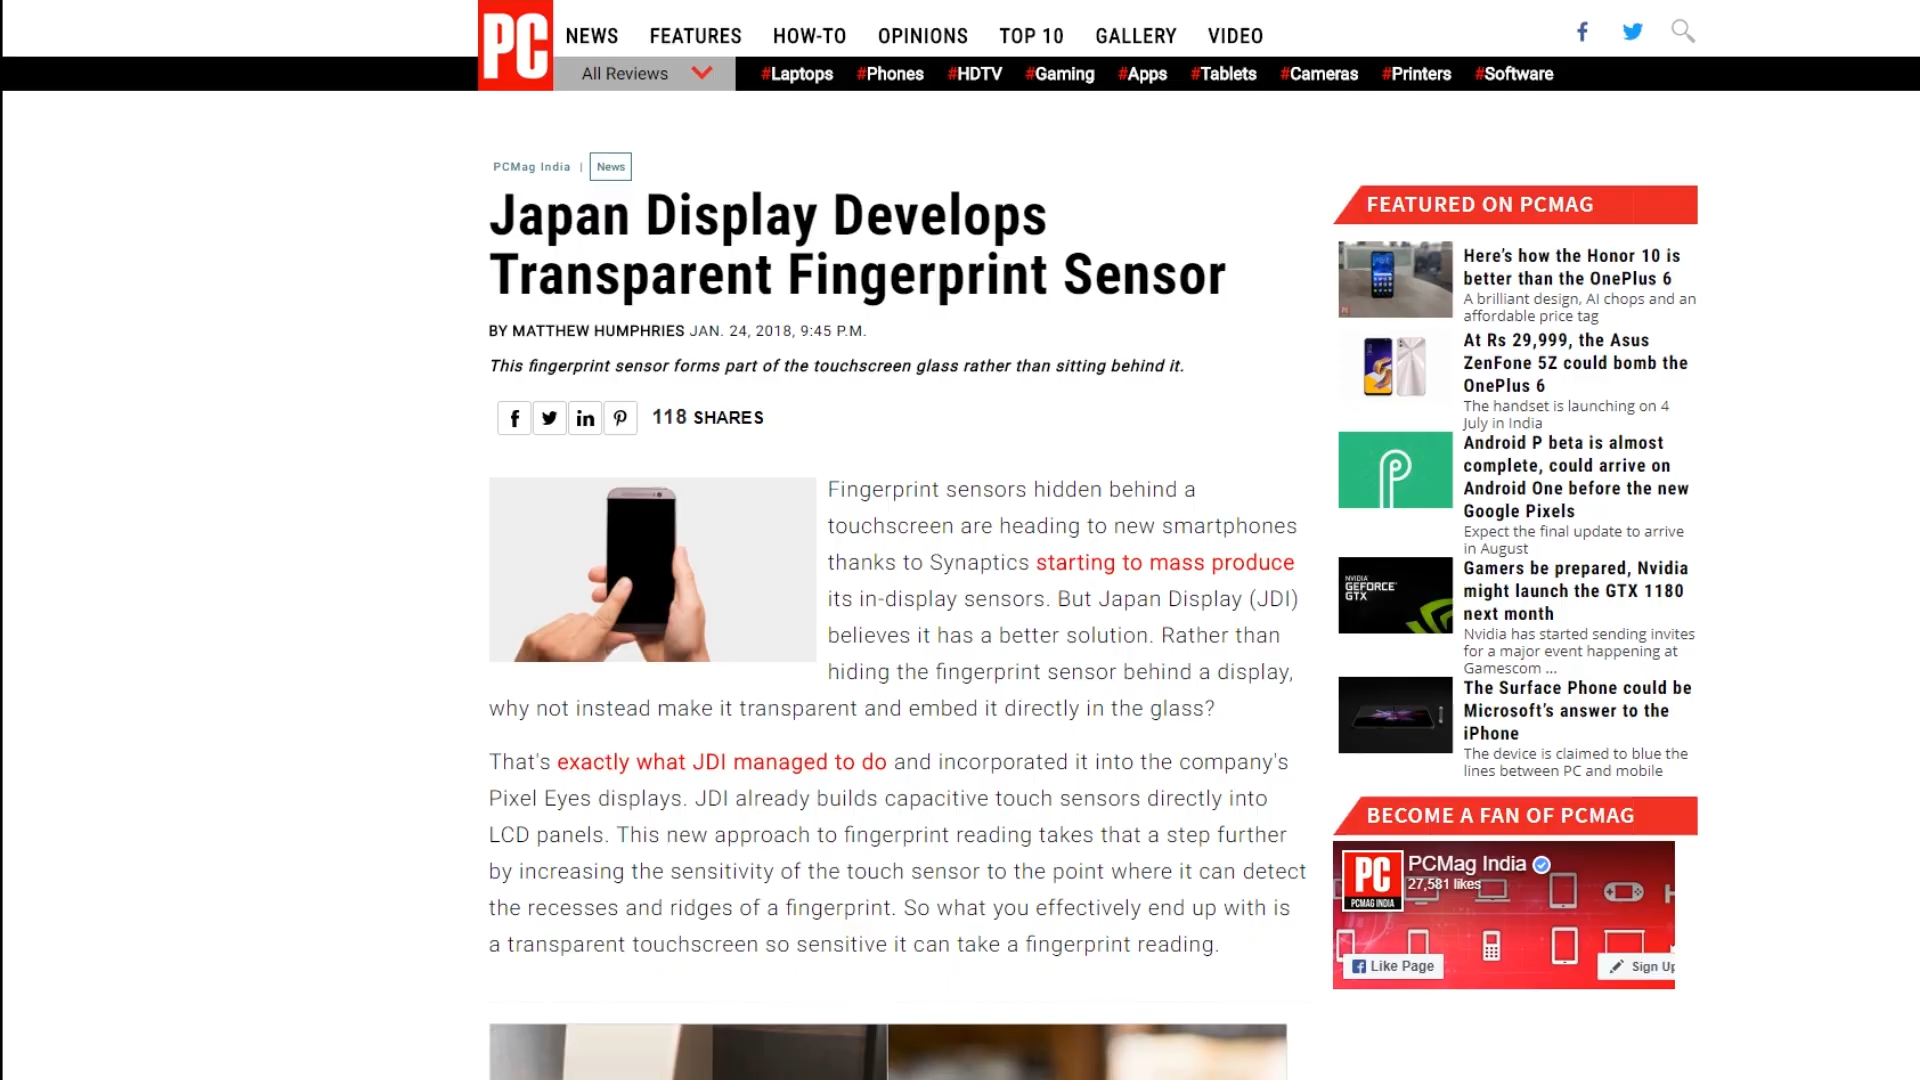 PC
NEWS FEATURES HOW-TO OPINIONS TOP 10 GALLERY VIDEO
All Reviews
#Laptops #Phones #HDTV #Gaming #Apps #Tablets #Cameras #Printers #Software
PCMag India | News
Japan Display Develops
Transparent Fingerprint Sensor
BY MATTHEW HUMPHRIES JAN. 24, 2018, 9:45 P.M.
This fingerprint sensor forms part of the touchscreen glass rather than sitting behind it.
118 SHARES
Fingerprint sensors hidden behind a
touchscreen are heading to new smartphones
thanks to Synaptics starting to mass produce
its in-display sensors. But Japan Display (JDI)
believes it has a better solution. Rather than
hiding the fingerprint sensor behind a display,
why not instead make it transparent and embed it directly in the glass?
That's exactly what JDI managed to do and incorporated it into the company's
Pixel Eyes displays. JDI already builds capacitive touch sensors directly into
LCD panels. This new approach to fingerprint reading takes that a step further
by increasing the sensitivity of the touch sensor to the point where it can detect
the recesses and ridges of a fingerprint. So what you effectively end up with is
a transparent touchscreen so sensitive it can take a fingerprint reading.
FEATURED ON PCMAG
Here's how the Honor 10 is
better than the OnePlus 6
A brilliant design, AI chops and an
affordable price tag
At Rs 29,999, the Asus
ZenFone 5Z could bomb the
OnePlus 6
The handset is launching on 4
July in India
Android P beta is almost
complete, could arrive on
Android One before the new
Google Pixels
Expect the final update to arrive
in August
NVIDIA
GEFORCE
GTX
Gamers be prepared, Nvidia
might launch the GTX 1180
next month
Nvidia has started sending invites
for a major event happening at
Gamescom ...
The Surface Phone could be
Microsoft's answer to the
iPhone
The device is claimed to blue the
lines between PC and mobile
BECOME A FAN OF PCMAG
PC
PCMAG INDIA
PCMag India
27,581 likes
Like Page
Sign Up